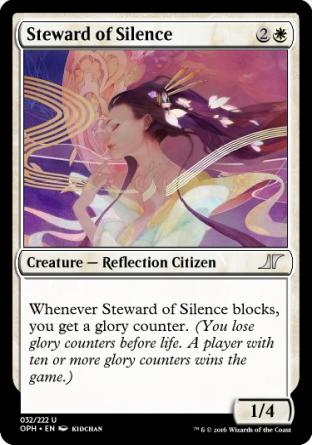 Steward of Silence 2
Creature — Reflection Citizen
Whenever Steward of Silence blocks,
you get a glory counter. (You lose
glory counters before life. A player with
ten or more glory counters wins the
game.)
1/4
032/222 U
OPH • EN KIDCHAN
™ & © 2016 Wizards of the Coast